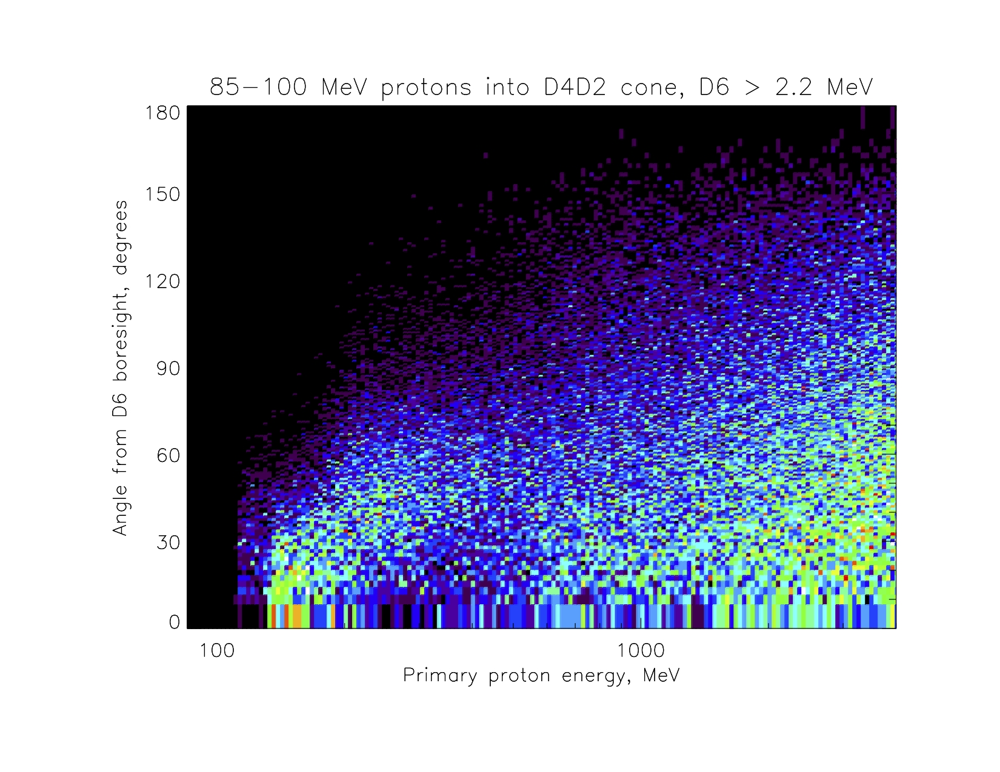 85-100 MeV protons into D4D2 cone, D6 > 2.2 MeV
180
150
120
90
60
30
0
Angle from D6 boresight, degrees
100 1000
Primary proton energy, MeV